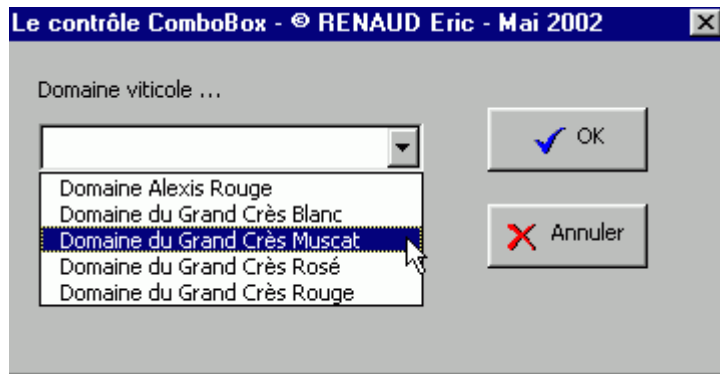 Le contrôle ComboBox - © RENAUD Eric - Mai 2002
Domaine viticole ...
OK
Domaine Alexis Rouge
Domaine du Grand Crès Blanc
Domaine du Grand Crès Muscat
Annuler
Domaine du Grand Crès Rosé
Domaine du Grand Crès Rouge